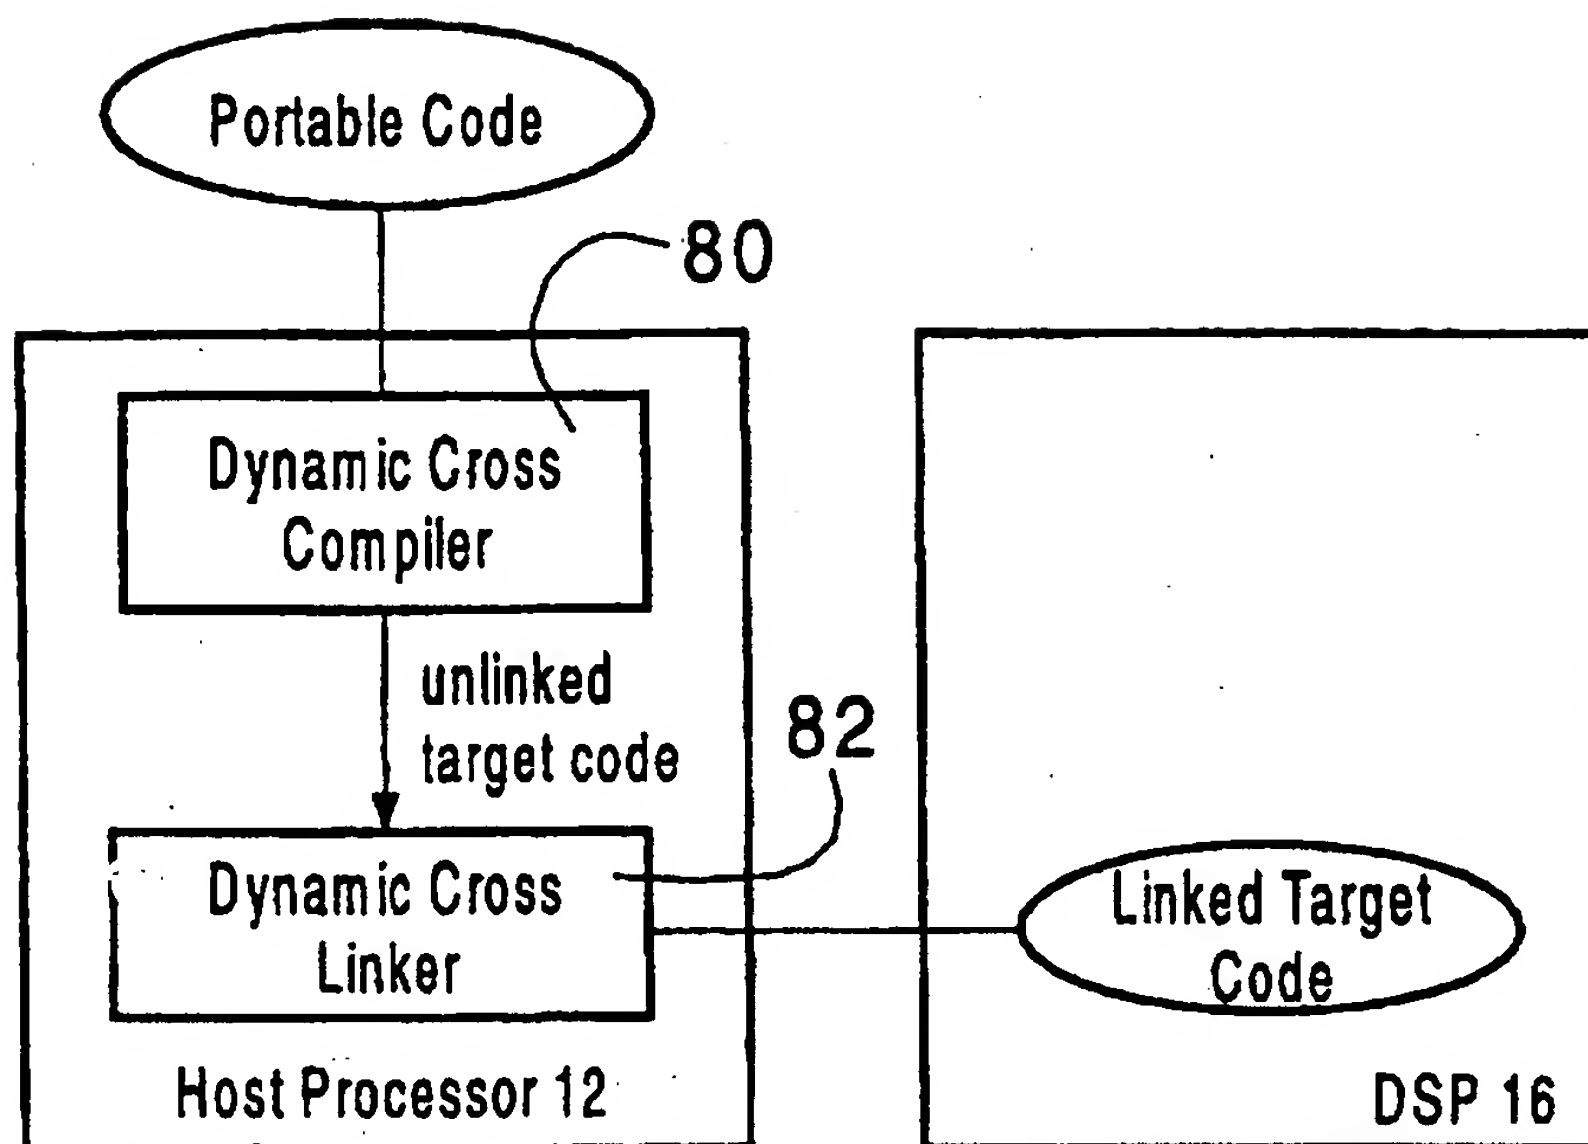 Portable Code
80
Dynamic Cross
Compiler
unlinked
target code
82
Dynamic Cross
Linker
Linked Target
Code
Host Processor 12
DSP 16